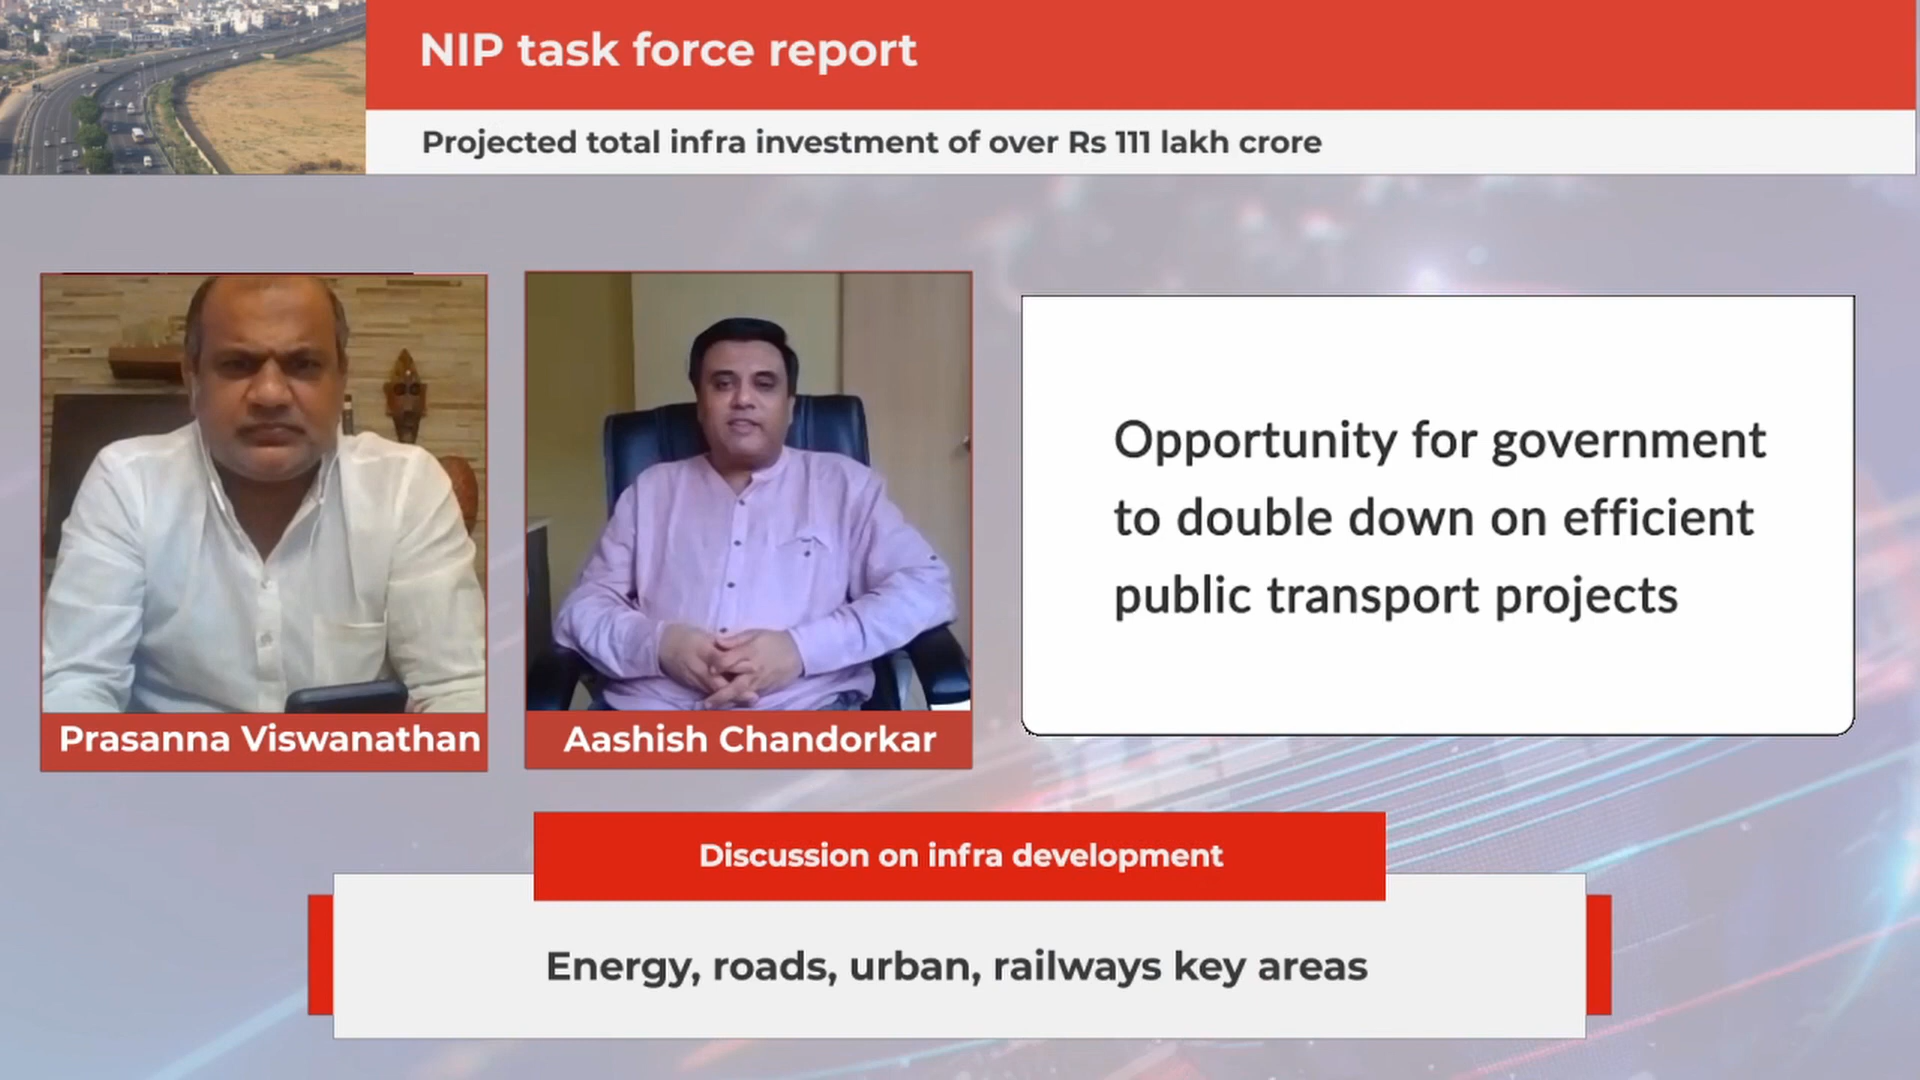 NIP task force report
Projected total infra investment of over Rs 111 lakh crore
Opportunity for government
to double down on efficient
public transport projects
Prasanna Viswanathan
Aashish Chandorkar
Discussion on infra development
Energy, roads, urban, railways key areas